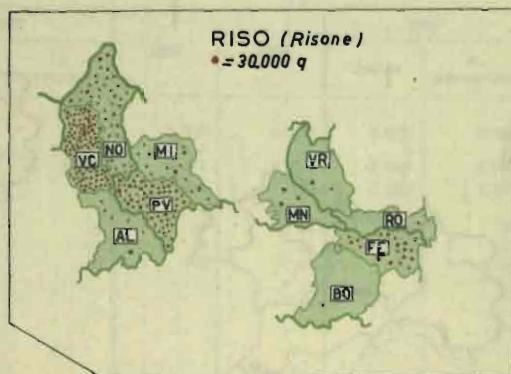 RISO (Risone)
= 30.000 q
VC
NO
MI
PV
AL
VR
MN
RO
FE
BO